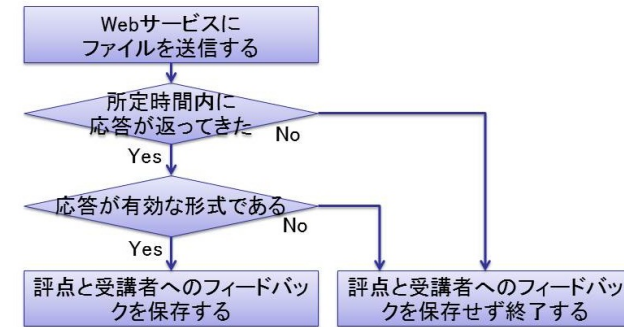 Webサービスに
ファイルを送信する
所定時間内に
応答が返ってきた
No
Yes
応答が有効な形式である
No
Yes
評点と受講者へのフィードバッ
クを保存する
評点と受講者へのフィードバッ
クを保存せず終了する